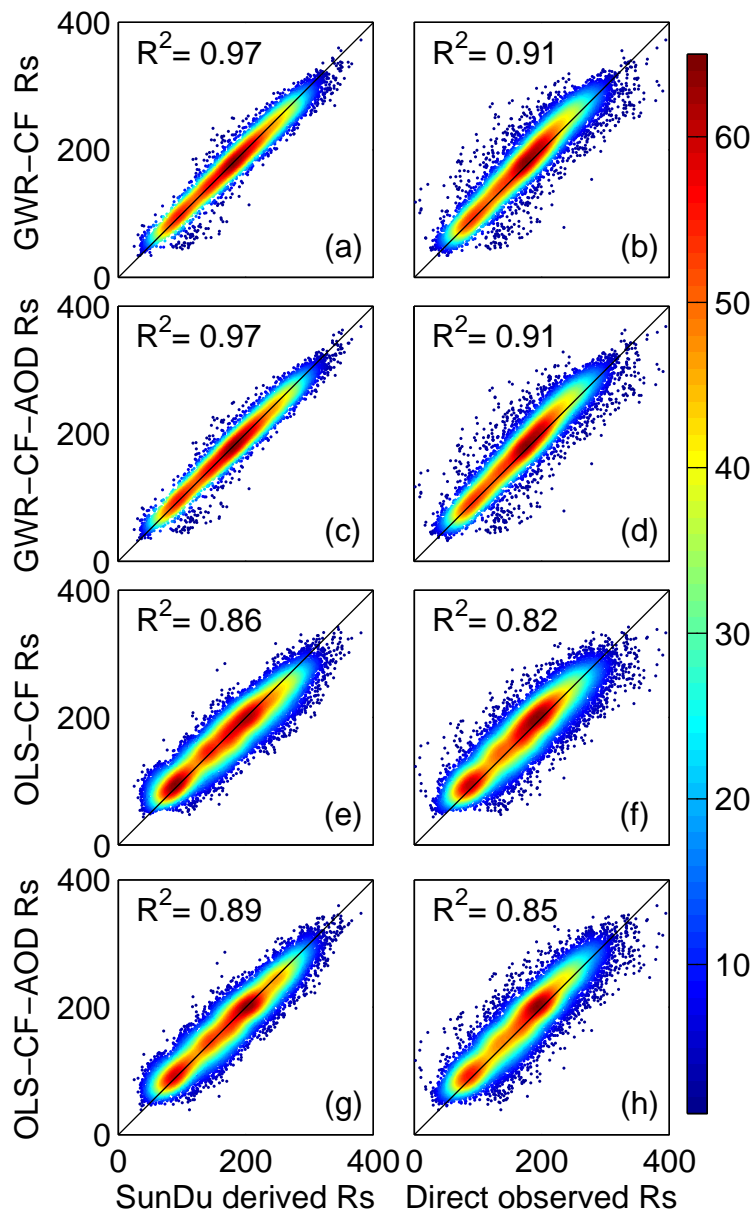 400
200
0
GWR-CF Rs
R²= 0.97
(a)
R²= 0.91
(b)
400
200
0
GWR-CF-AOD Rs
R²= 0.97
(c)
R²= 0.91
(d)
400
200
0
OLS-CF Rs
R²= 0.86
(e)
R²= 0.82
(f)
400
200
0
OLS-CF-AOD Rs
R²= 0.89
(g)
R²= 0.85
(h)
0 200 400
0 200 400
SunDu derived Rs
Direct observed Rs
60
50
40
30
20
10